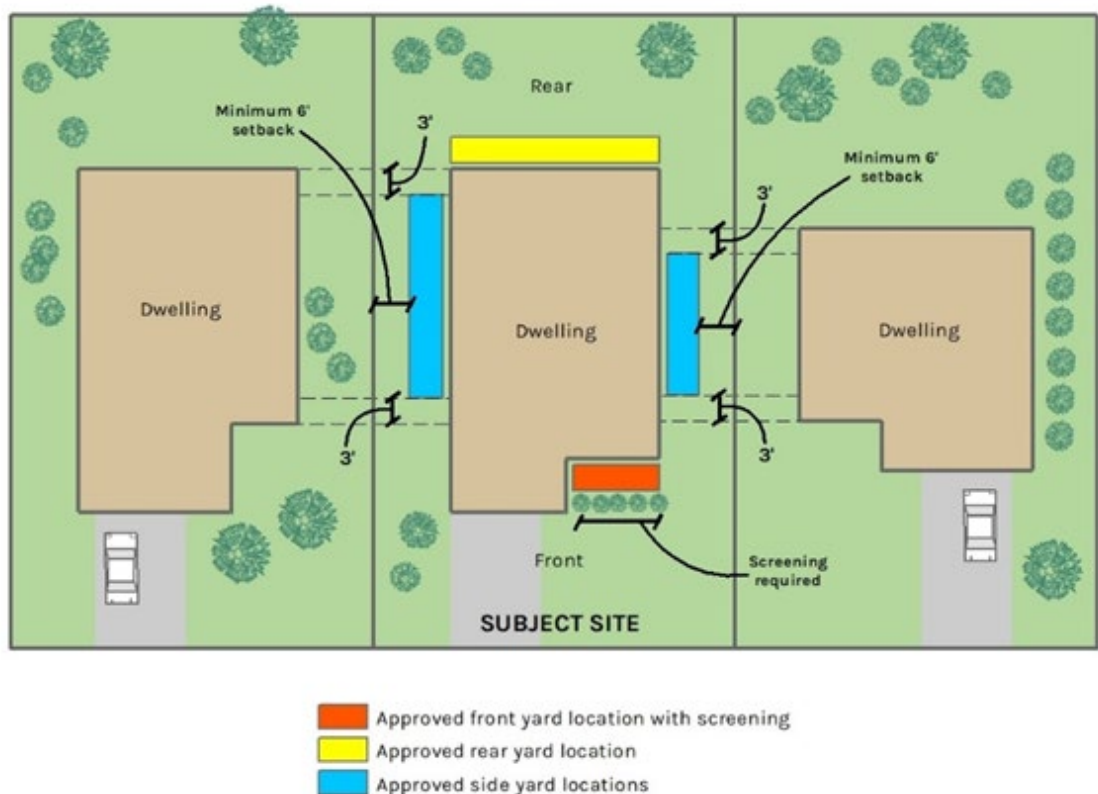 Rear
Minimum 6'
setback
3'
Minimum 6'
setback
3'
Dwelling
Dwelling
Dwelling
3'
3'
Front
Screening
required
SUBJECT SITE
Approved front yard location with screening
Approved rear yard location
Approved side yard locations